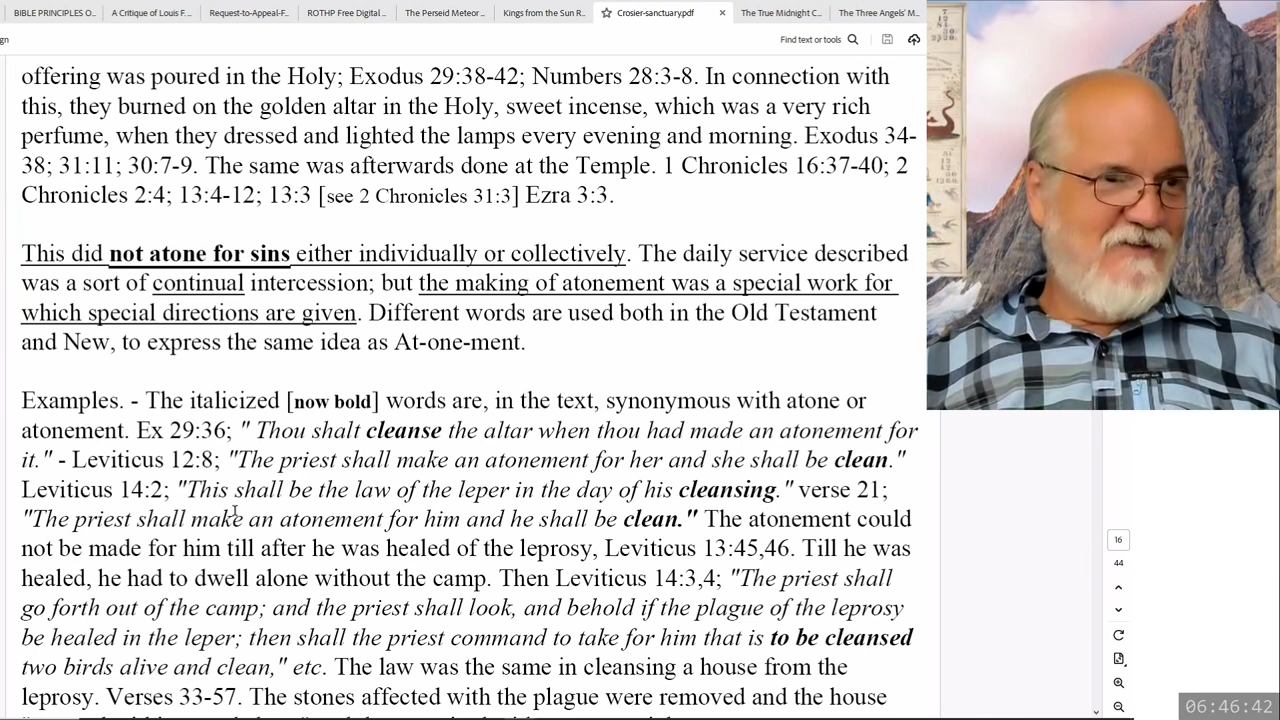 BIBLE PRINCIPLES O... A Critique of Louis F... Request-to-Appeal-F... ROTHP Free Digital... The Perseid Meteor... Kings from the Sun R... Crosier-sanctuary.pdf The True Midnight C... The Three Angels' M...
gn Find text or tools
offering was poured in the Holy; Exodus 29:38-42; Numbers 28:3-8. In connection with
this, they burned on the golden altar in the Holy, sweet incense, which was a very rich
perfume, when they dressed and lighted the lamps every evening and morning. Exodus 34-
38; 31:11; 30:7-9. The same was afterwards done at the Temple. 1 Chronicles 16:37-40; 2
Chronicles 2:4; 13:4-12; 13:3 [see 2 Chronicles 31:3] Ezra 3:3.
This did not atone for sins either individually or collectively. The daily service described
was a sort of continual intercession; but the making of atonement was a special work for
which special directions are given. Different words are used both in the Old Testament
and New, to express the same idea as At-one-ment.
Examples. - The italicized [now bold] words are, in the text, synonymous with atone or
atonement. Ex 29:36; " Thou shalt cleanse the altar when thou had made an atonement for
it." - Leviticus 12:8; "The priest shall make an atonement for her and she shall be clean."
Leviticus 14:2; "This shall be the law of the leper in the day of his cleansing." verse 21;
"The priest shall make an atonement for him and he shall be clean." The atonement could
not be made for him till after he was healed of the leprosy, Leviticus 13:45,46. Till he was
healed, he had to dwell alone without the camp. Then Leviticus 14:3,4; "The priest shall
go forth out of the camp; and the priest shall look, and behold if the plague of the leprosy
be healed in the leper; then shall the priest command to take for him that is to be cleansed
two birds alive and clean," etc. The law was the same in cleansing a house from the
leprosy. Verses 33-57. The stones affected with the plague were removed and the house
16
44
06:46:42